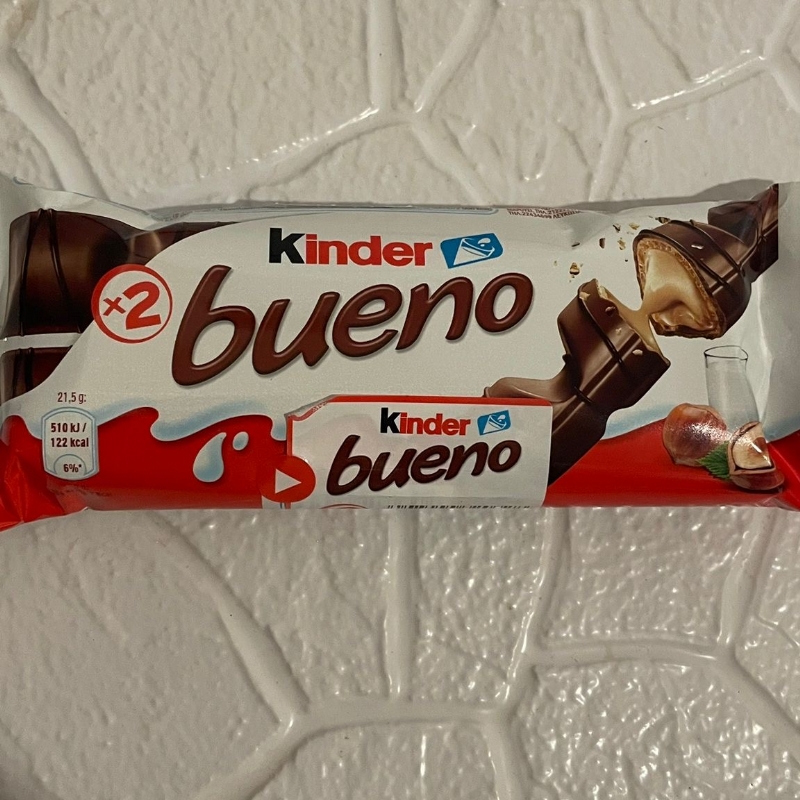 Kinder
×2
bueno
21,5 g:
510 kJ /
122 kcal
6%*
Kinder
bueno